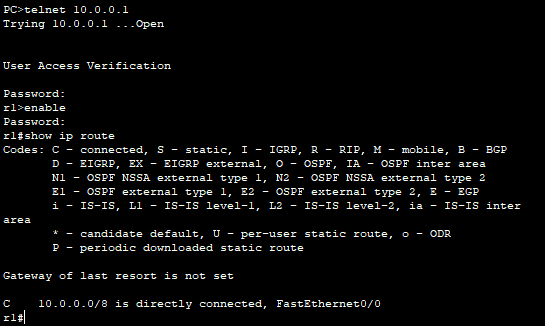 PC>telnet 10.0.0.1
Trying 10.0.0.1 ...Open
User Access Verification
Password:
r1>enable
Password:
r1#show ip route
Codes: C - connected, S - static, I - IGRP, R - RIP, M - mobile, B - BGP
D - EIGRP, EX - EIGRP external, O - OSPF, IA - OSPF inter area
N1 - OSPF NSSA external type 1, N2 - OSPF NSSA external type 2
E1 - OSPF external type 1, E2 - OSPF external type 2, E - EGP
i - IS-IS, L1 - IS-IS level-1, L2 - IS-IS level-2, ia - IS-IS inter
area
* - candidate default, U - per-user static route, o - ODR
P - periodic downloaded static route
Gateway of last resort is not set
C    10.0.0.0/8 is directly connected, FastEthernet0/0
r1#